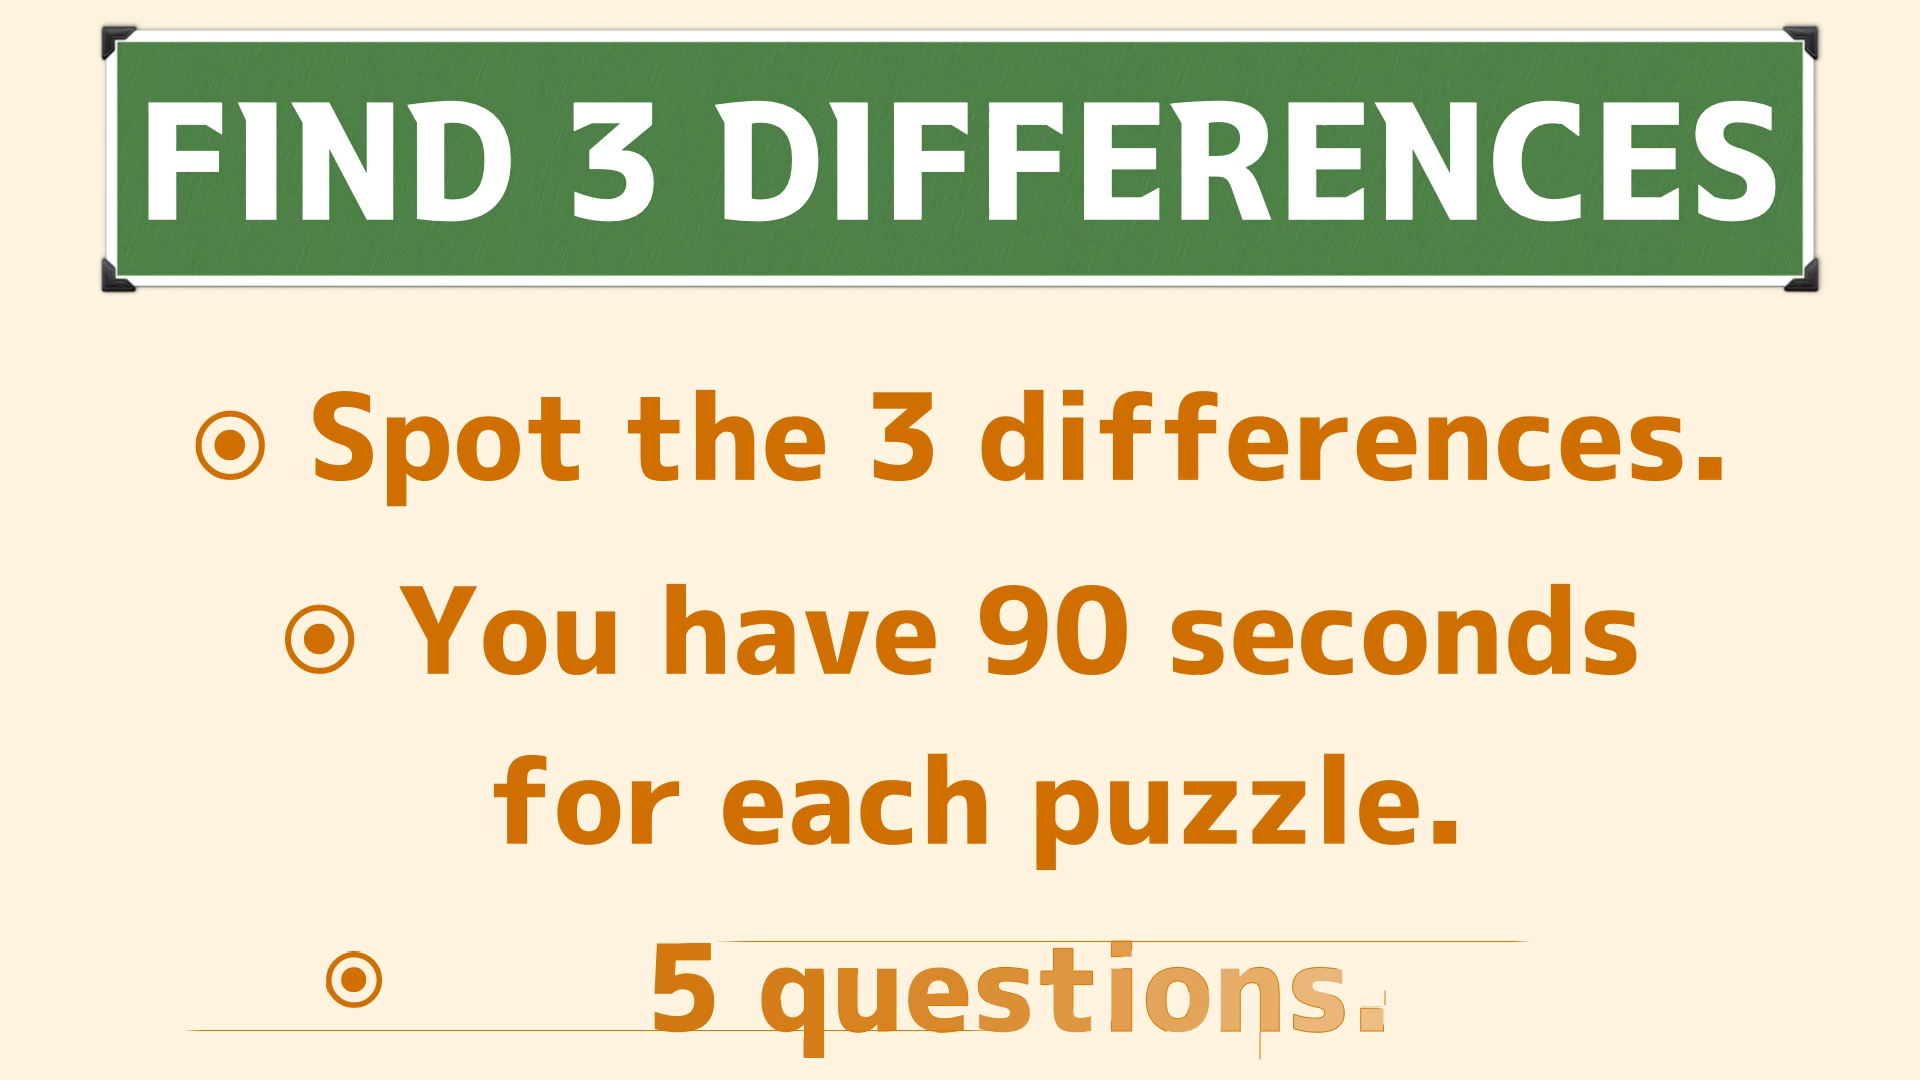 FIND 3 DIFFERENCES
⦿ Spot the 3 differences.
⦿ You have 90 seconds
for each puzzle.
⦿ 5 questions.